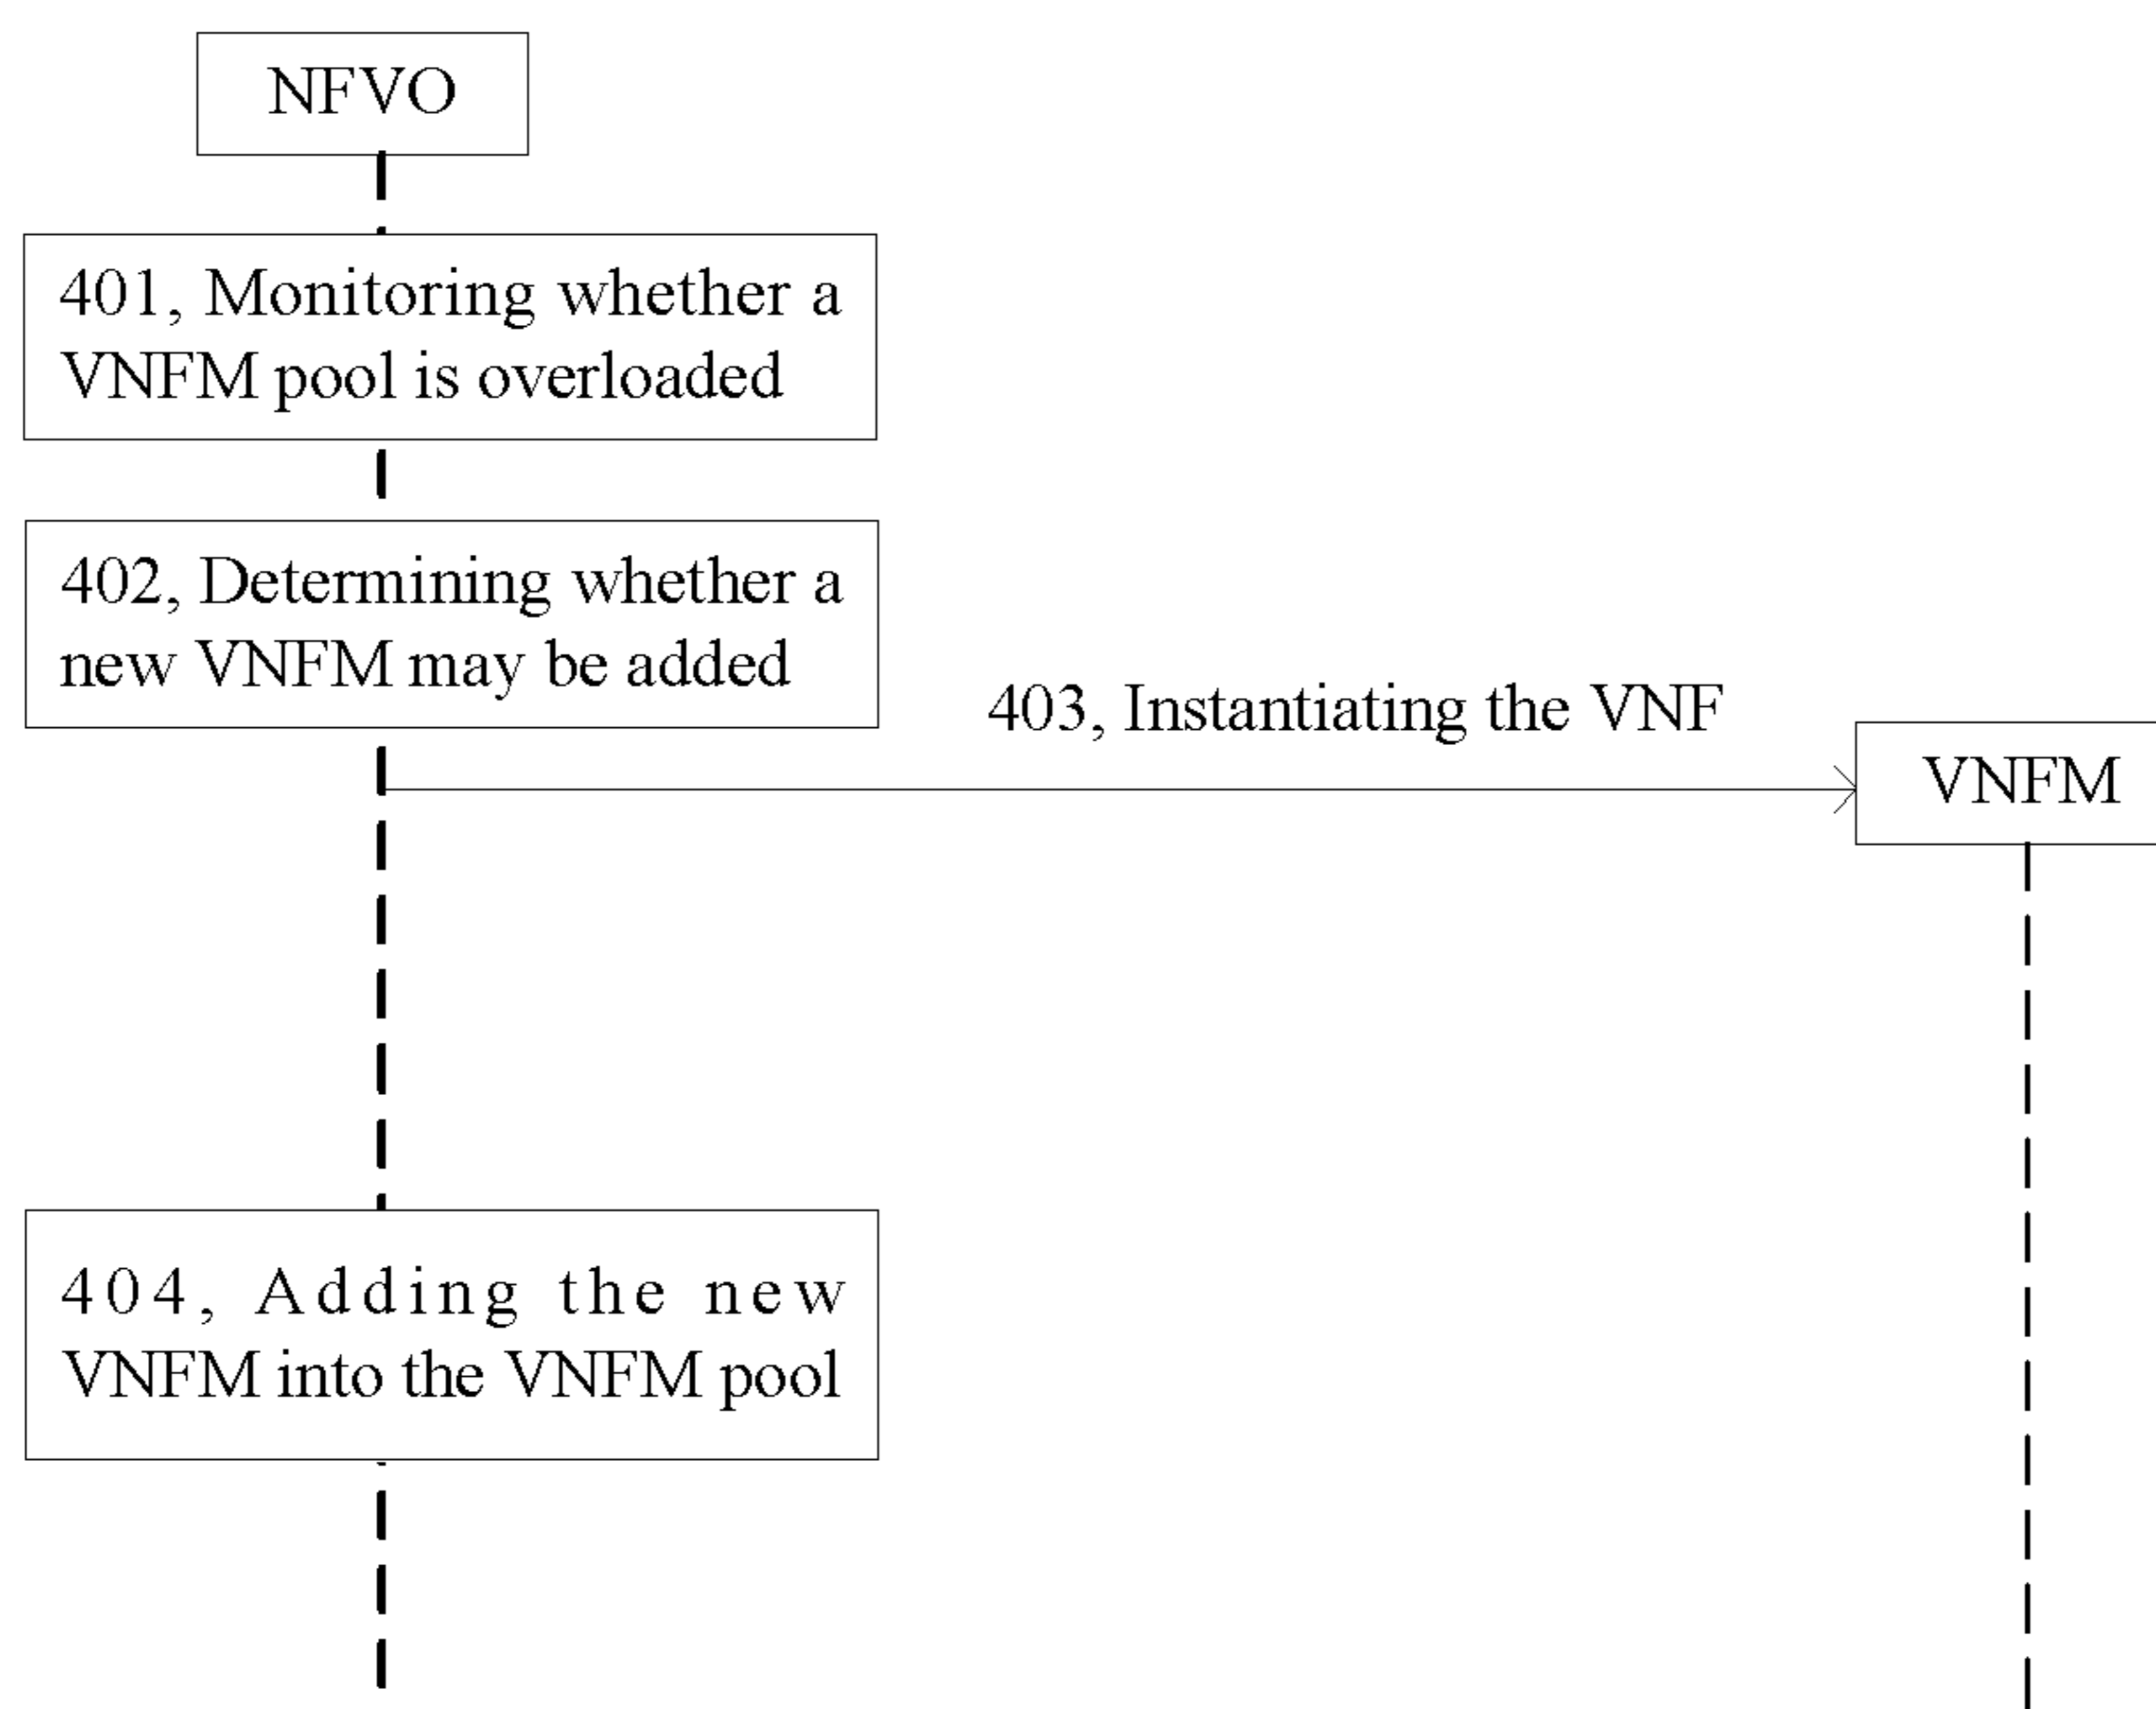 NFVO
401, Monitoring whether a
VNFM pool is overloaded
402, Determining whether a
new VNFM may be added
403, Instantiating the VNF
VNFM
404, Adding the new
VNFM into the VNFM pool